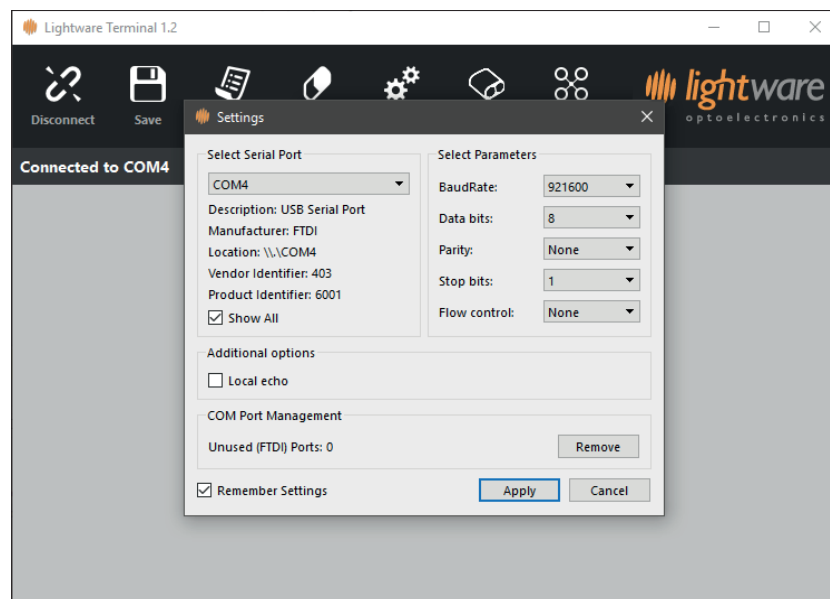 Lightware Terminal 1.2
Disconnect
Save
lightware
optoelectronics
Connected to COM4
Settings
Select Serial Port
COM4
Description: USB Serial Port
Manufacturer: FTDI
Location: \\.\COM4
Vendor Identifier: 403
Product Identifier: 6001
Show All
Select Parameters
BaudRate: 921600
Data bits: 8
Parity: None
Stop bits: 1
Flow control: None
Additional options
Local echo
COM Port Management
Unused (FTDI) Ports: 0 Remove
Remember Settings
Apply Cancel